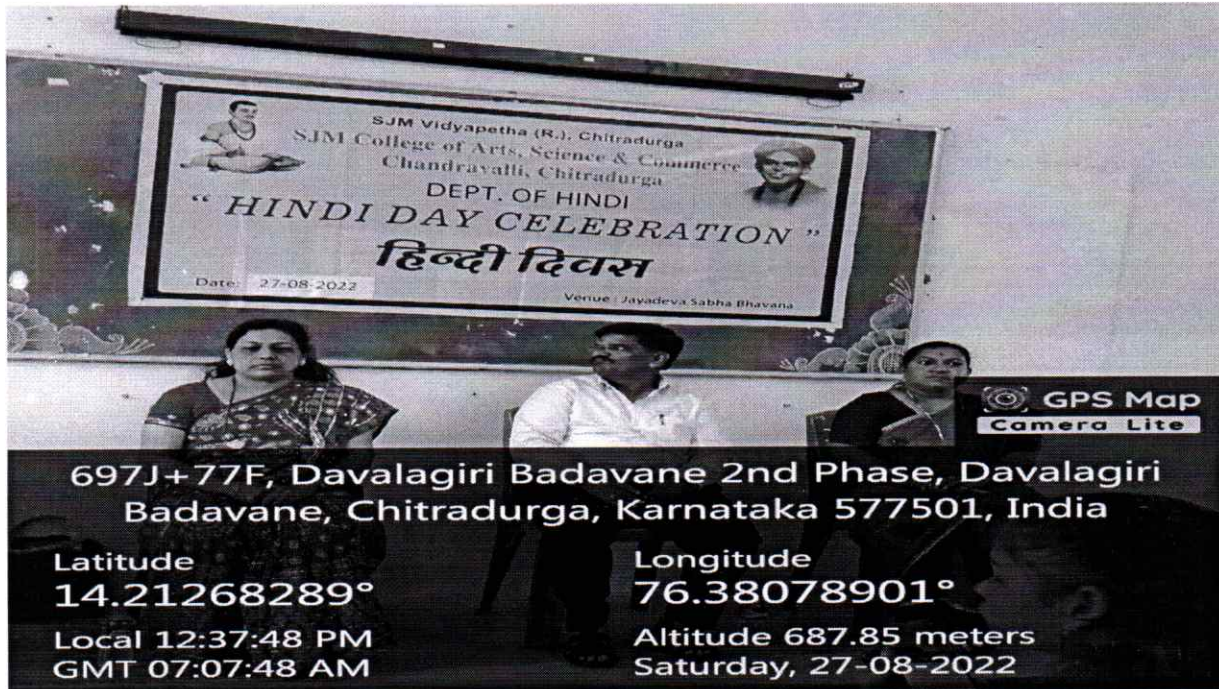 SJM Vidyapetha (R.), Chitradurga
SJM College of Arts, Science & Commerce
Chandravalli, Chitradurga
DEPT. OF HINDI
“ HINDI DAY CELEBRATION ”
हिन्दी दिवस
Date: 27-08-2022
Venue : Jayadeva Sabha Bhavana
GPS Map
Camera Lite
697J+77F, Davalagiri Badavane 2nd Phase, Davalagiri
Badavane, Chitradurga, Karnataka 577501, India
Latitude
14.21268289°
Longitude
76.38078901°
Local 12:37:48 PM
GMT 07:07:48 AM
Altitude 687.85 meters
Saturday, 27-08-2022